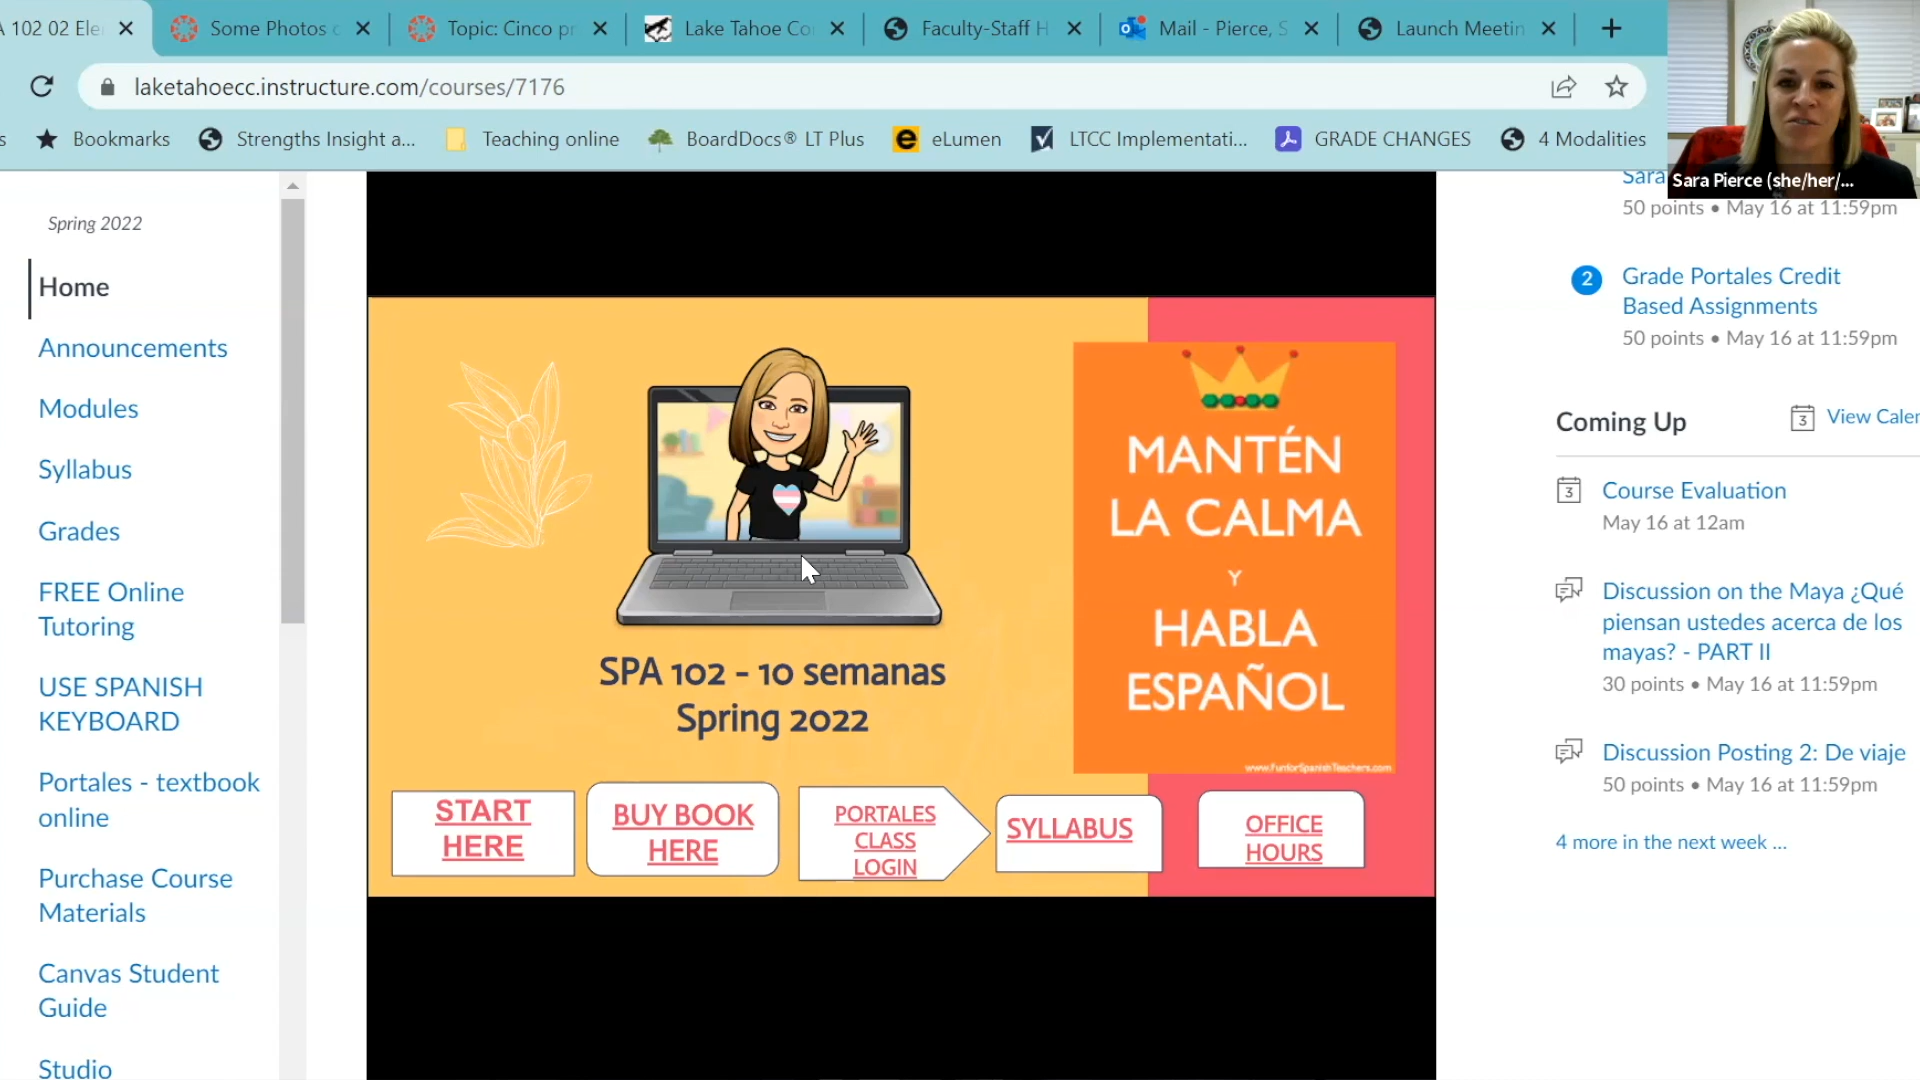 A 102 02 Ele
Some Photos c
Topic: Cinco pr
Lake Tahoe Co
Faculty-Staff H
Mail - Pierce, S
Launch Meetin
laketahoecc.instructure.com/courses/7176
s
Bookmarks
Strengths Insight a...
Teaching online
BoardDocs® LT Plus
eLumen
LTCC Implementati...
GRADE CHANGES
4 Modalities
Sara Pierce (she/her/...
Spring 2022
Home
Announcements
Modules
Syllabus
Grades
FREE Online
Tutoring
USE SPANISH
KEYBOARD
Portales - textbook
online
Purchase Course
Materials
Canvas Student
Guide
Studio
MANTÉN
LA CALMA
Y
HABLA
ESPAÑOL
www.FunforSpanishTeachers.com
SPA 102 - 10 semanas
Spring 2022
START
HERE
BUY BOOK
HERE
PORTALES
CLASS
LOGIN
SYLLABUS
OFFICE
HOURS
Sara
50 points • May 16 at 11:59pm
2
Grade Portales Credit
Based Assignments
50 points • May 16 at 11:59pm
Coming Up
3
View Caler
3
Course Evaluation
May 16 at 12am
Discussion on the Maya ¿Qué
piensan ustedes acerca de los
mayas? - PART II
30 points • May 16 at 11:59pm
Discussion Posting 2: De viaje
50 points • May 16 at 11:59pm
4 more in the next week ...